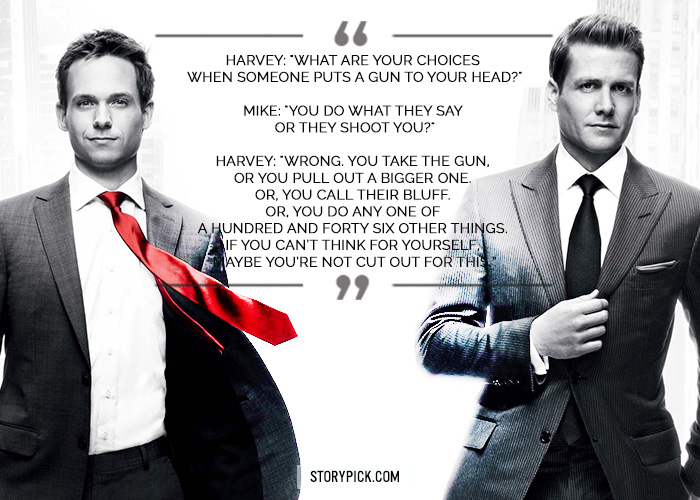 “
HARVEY: "WHAT ARE YOUR CHOICES
WHEN SOMEONE PUTS A GUN TO YOUR HEAD?"
MIKE: "YOU DO WHAT THEY SAY
OR THEY SHOOT YOU?"
HARVEY: "WRONG. YOU TAKE THE GUN,
OR YOU PULL OUT A BIGGER ONE.
OR, YOU CALL THEIR BLUFF.
OR, YOU DO ANY ONE OF
A HUNDRED AND FORTY SIX OTHER THINGS.
IF YOU CAN'T THINK FOR YOURSELF,
MAYBE YOU'RE NOT CUT OUT FOR THIS."
”
STORYPICK.COM